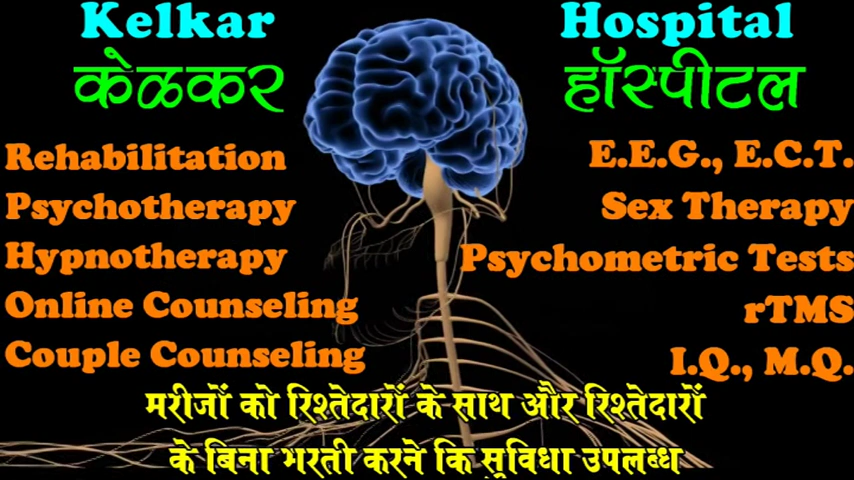 Kelkar Hospital
केळकर हॉस्पीटल
Rehabilitation
Psychotherapy
Hypnotherapy
Online Counseling
Couple Counseling
E.E.G., E.C.T.
Sex Therapy
Psychometric Tests
rTMS
I.Q., M.Q.
मरीजों को रिश्तेदारों के साथ और रिश्तेदारों
के बिना भरती करने कि सुविधा उपलब्ध